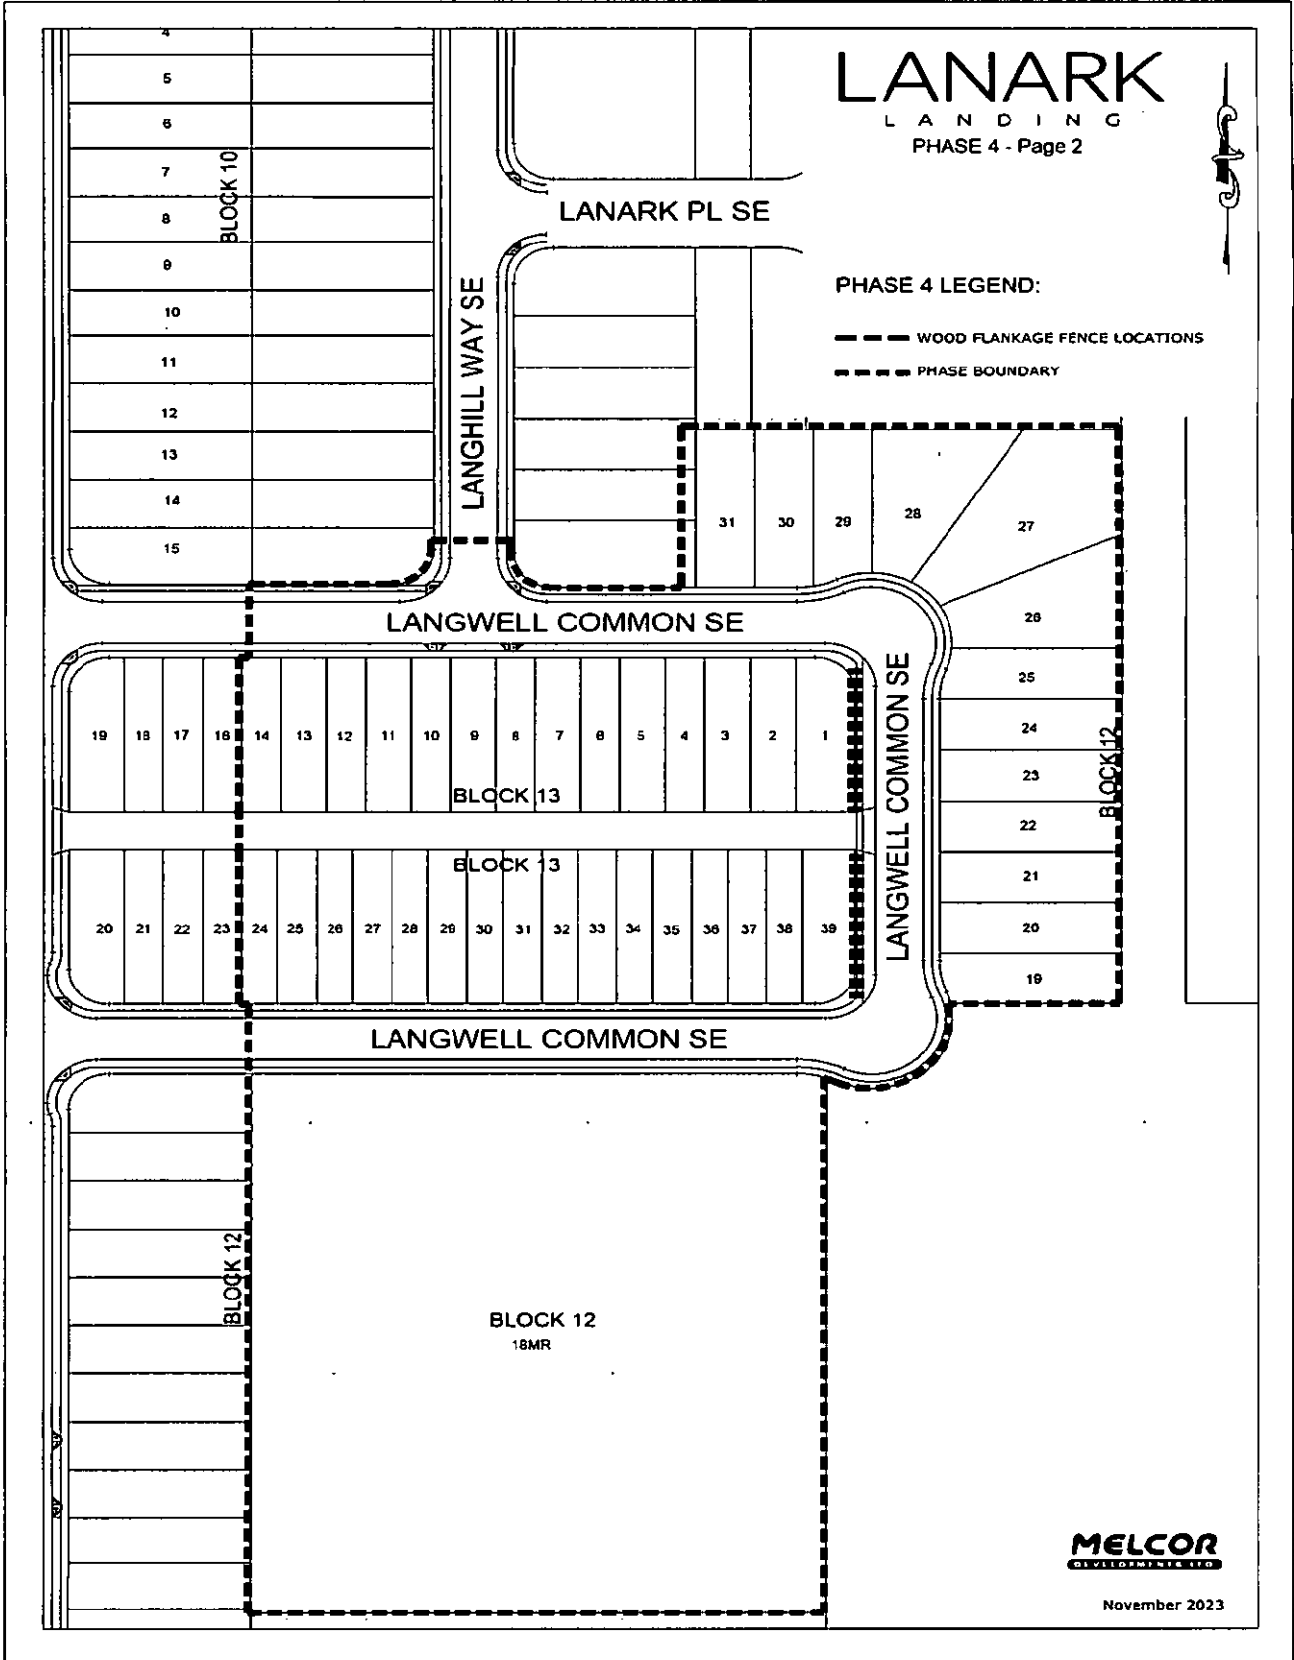 LANARK
LANDING
PHASE 4 - Page 2
4
5
6
7
8
9
10
11
12
13
14
15
BLOCK 10
LANARK PL SE
LANGHILL WAY SE
PHASE 4 LEGEND:
WOOD FLANKAGE FENCE LOCATIONS
PHASE BOUNDARY
31
30
29
28
27
26
25
24
23
22
21
20
19
BLOCK 12
LANGWELL COMMON SE
LANGWELL COMMON SE
19 18 17 16 14 13 12 11 10 9 8 7 6 5 4 3 2 1
BLOCK 13
BLOCK 13
20 21 22 23 24 25 26 27 28 29 30 31 32 33 34 35 36 37 38 39
LANGWELL COMMON SE
BLOCK 12
BLOCK 12
18MR
MELCOR
DEVELOPMENTS LTD
November 2023